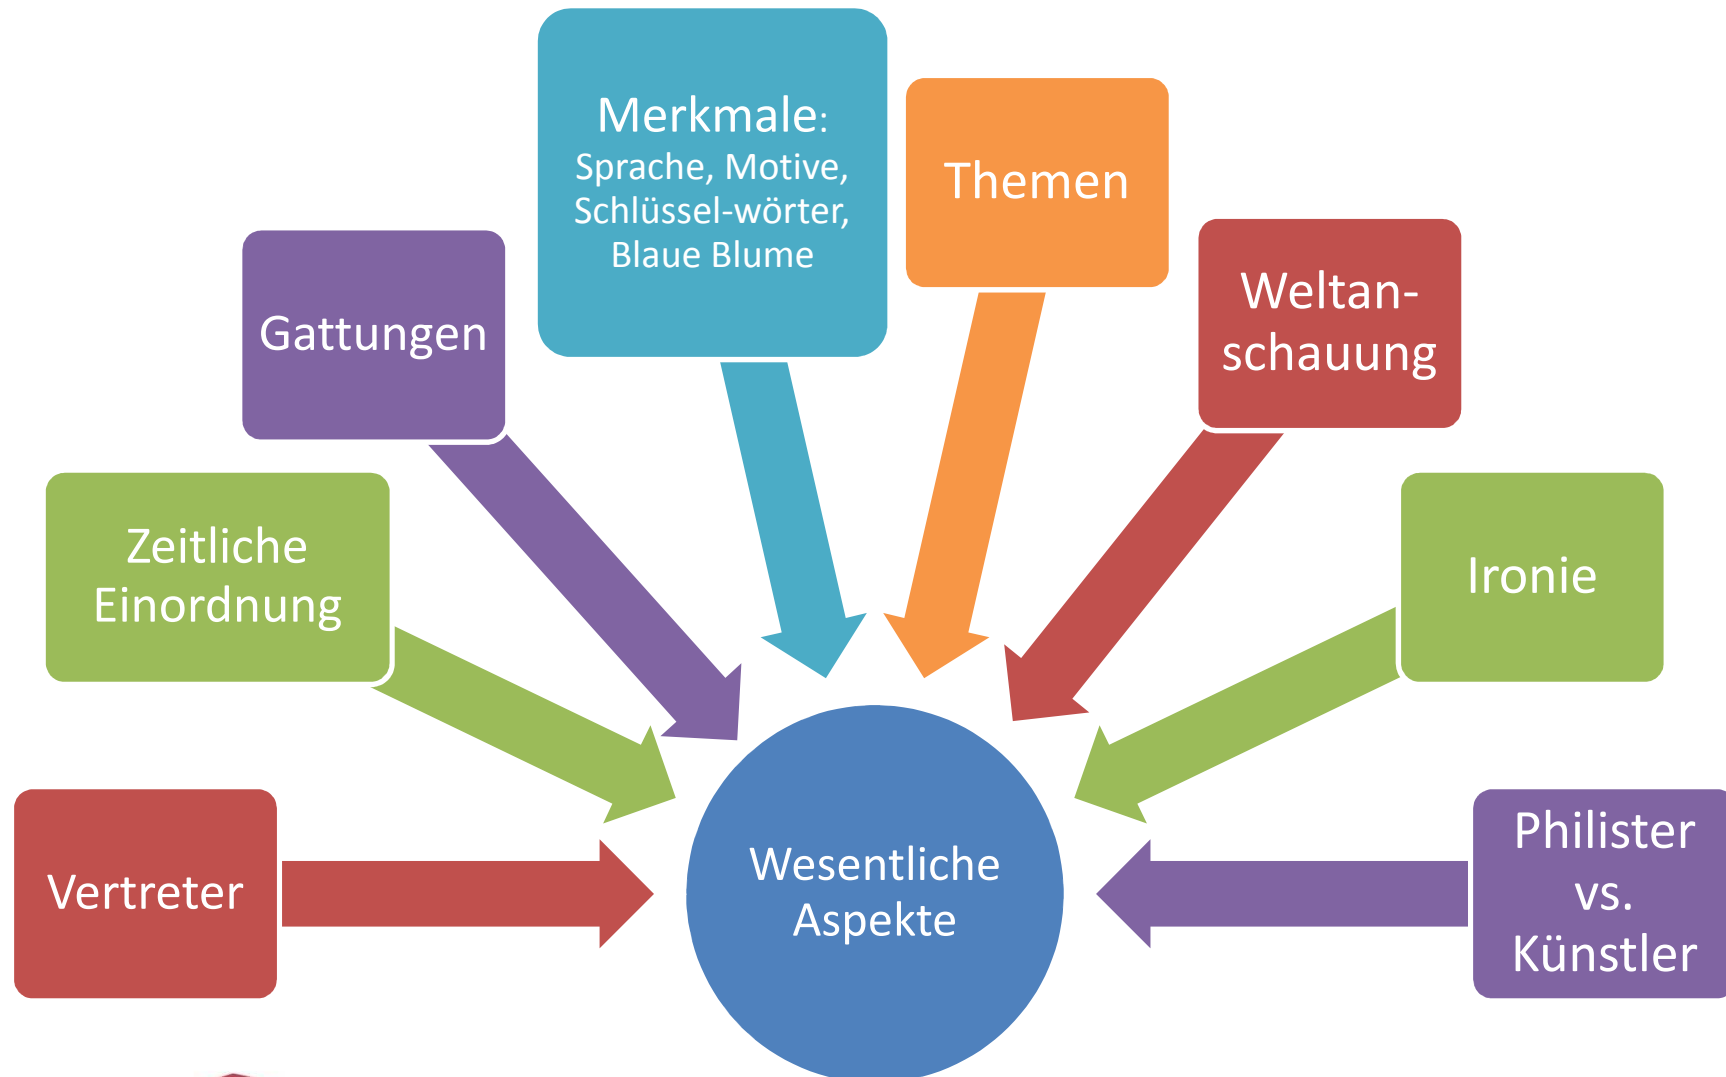 Merkmale:
Sprache, Motive,
Schlüssel-wörter,
Blaue Blume
Themen
Weltan-
schauung
Gattungen
Zeitliche
Einordnung
Ironie
Vertreter
Wesentliche
Aspekte
Philister
vs.
Künstler